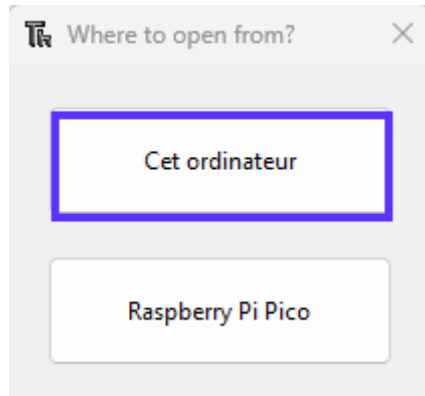 Where to open from?
Cet ordinateur
Raspberry Pi Pico